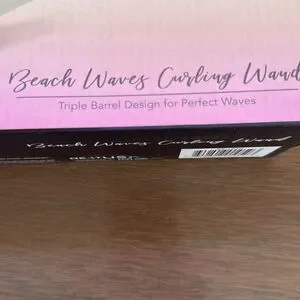 Beach Waves Curling Wand
Triple Barrel Design for Perfect Waves
Beach Waves Curling Wand